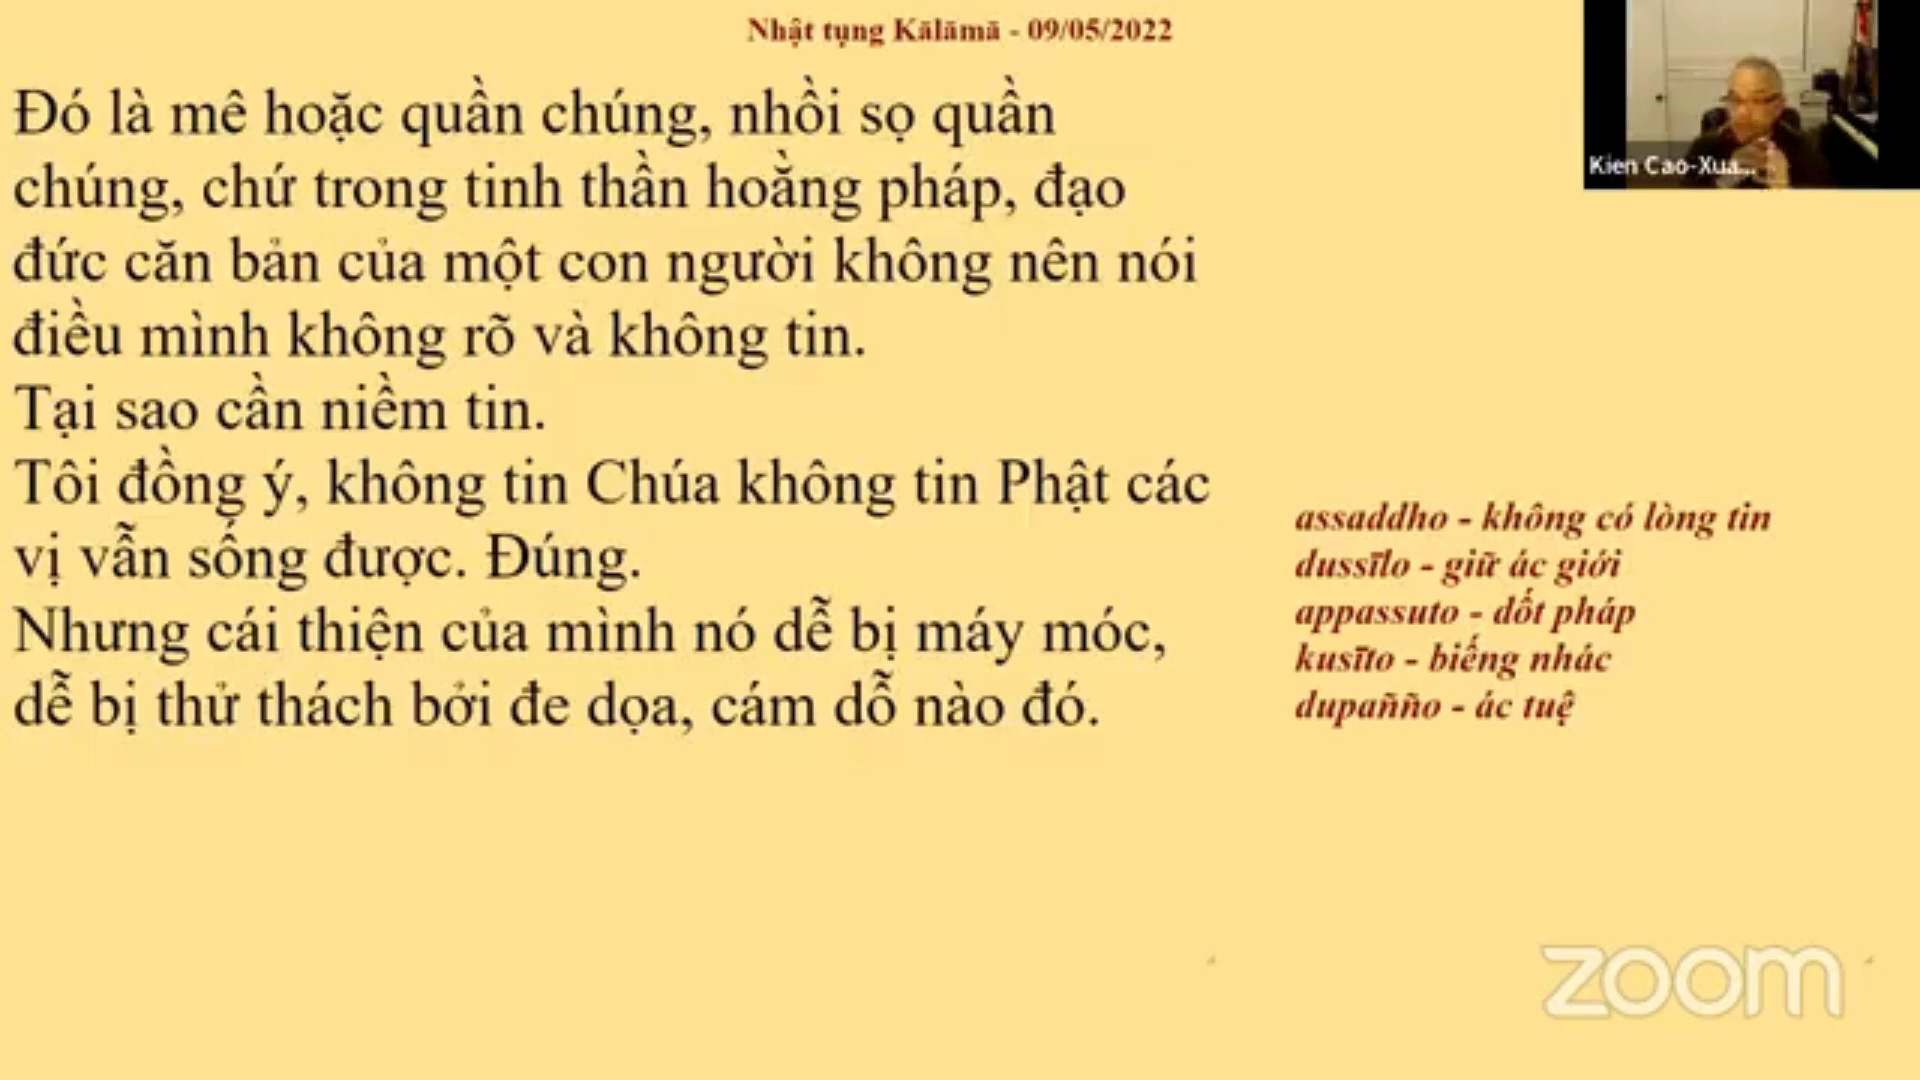 Nhật tụng Kālāmā - 09/05/2022
Đó là mê hoặc quần chúng, nhồi sọ quần
chúng, chứ trong tinh thần hoằng pháp, đạo
đức căn bản của một con người không nên nói
điều mình không rõ và không tin.
Tại sao cần niềm tin.
Tôi đồng ý, không tin Chúa không tin Phật các
vị vẫn sống được. Đúng.
Nhưng cái thiện của mình nó dễ bị máy móc,
dễ bị thử thách bởi đe dọa, cám dỗ nào đó.
Kien Cao-Xua...
assaddho - không có lòng tin
dussīlo - giữ ác giới
appassuto - dốt pháp
kusīto - biếng nhác
dupañño - ác tuệ
zoom